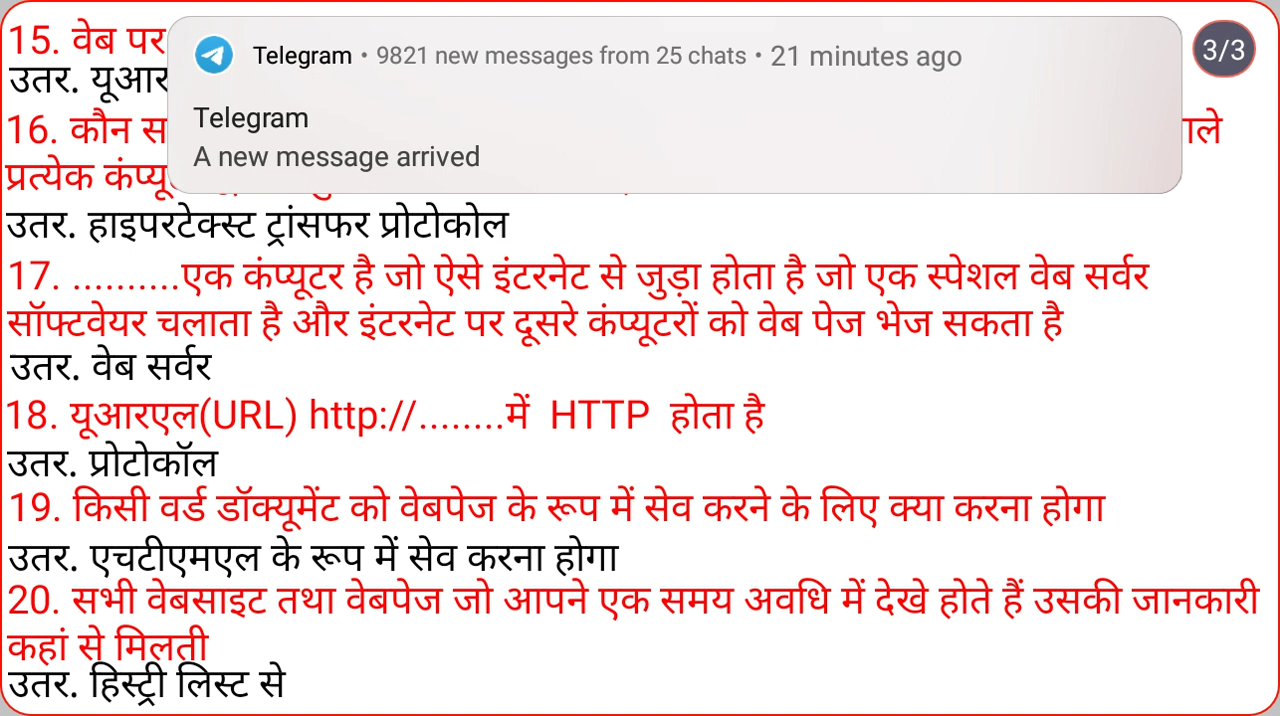 15. वेब पर
Telegram • 9821 new messages from 25 chats • 21 minutes ago
3/3
उतर. यूआर
Telegram
16. कौन स
ाले
A new message arrived
प्रत्येक
उतर. हाइपरटेक्स्ट ट्रांसफर प्रोटोकोल
17. ..........एक कंप्यूटर है जो ऐसे इंटरनेट से जुड़ा होता है जो एक स्पेशल वेब सर्वर
सॉफ्टवेयर चलाता है और इंटरनेट पर दूसरे कंप्यूटरों को वेब पेज भेज सकता है
उतर. वेब सर्वर
18. यूआरएल(URL) http://........में HTTP होता है
उतर. प्रोटोकॉल
19. किसी वर्ड डॉक्यूमेंट को वेबपेज के रूप में सेव करने के लिए क्या करना होगा
उतर. एचटीएमएल के रूप में सेव करना होगा
20. सभी वेबसाइट तथा वेबपेज जो आपने एक समय अवधि में देखे होते हैं उसकी जानकारी
कहां से मिलती
उतर. हिस्ट्री लिस्ट से